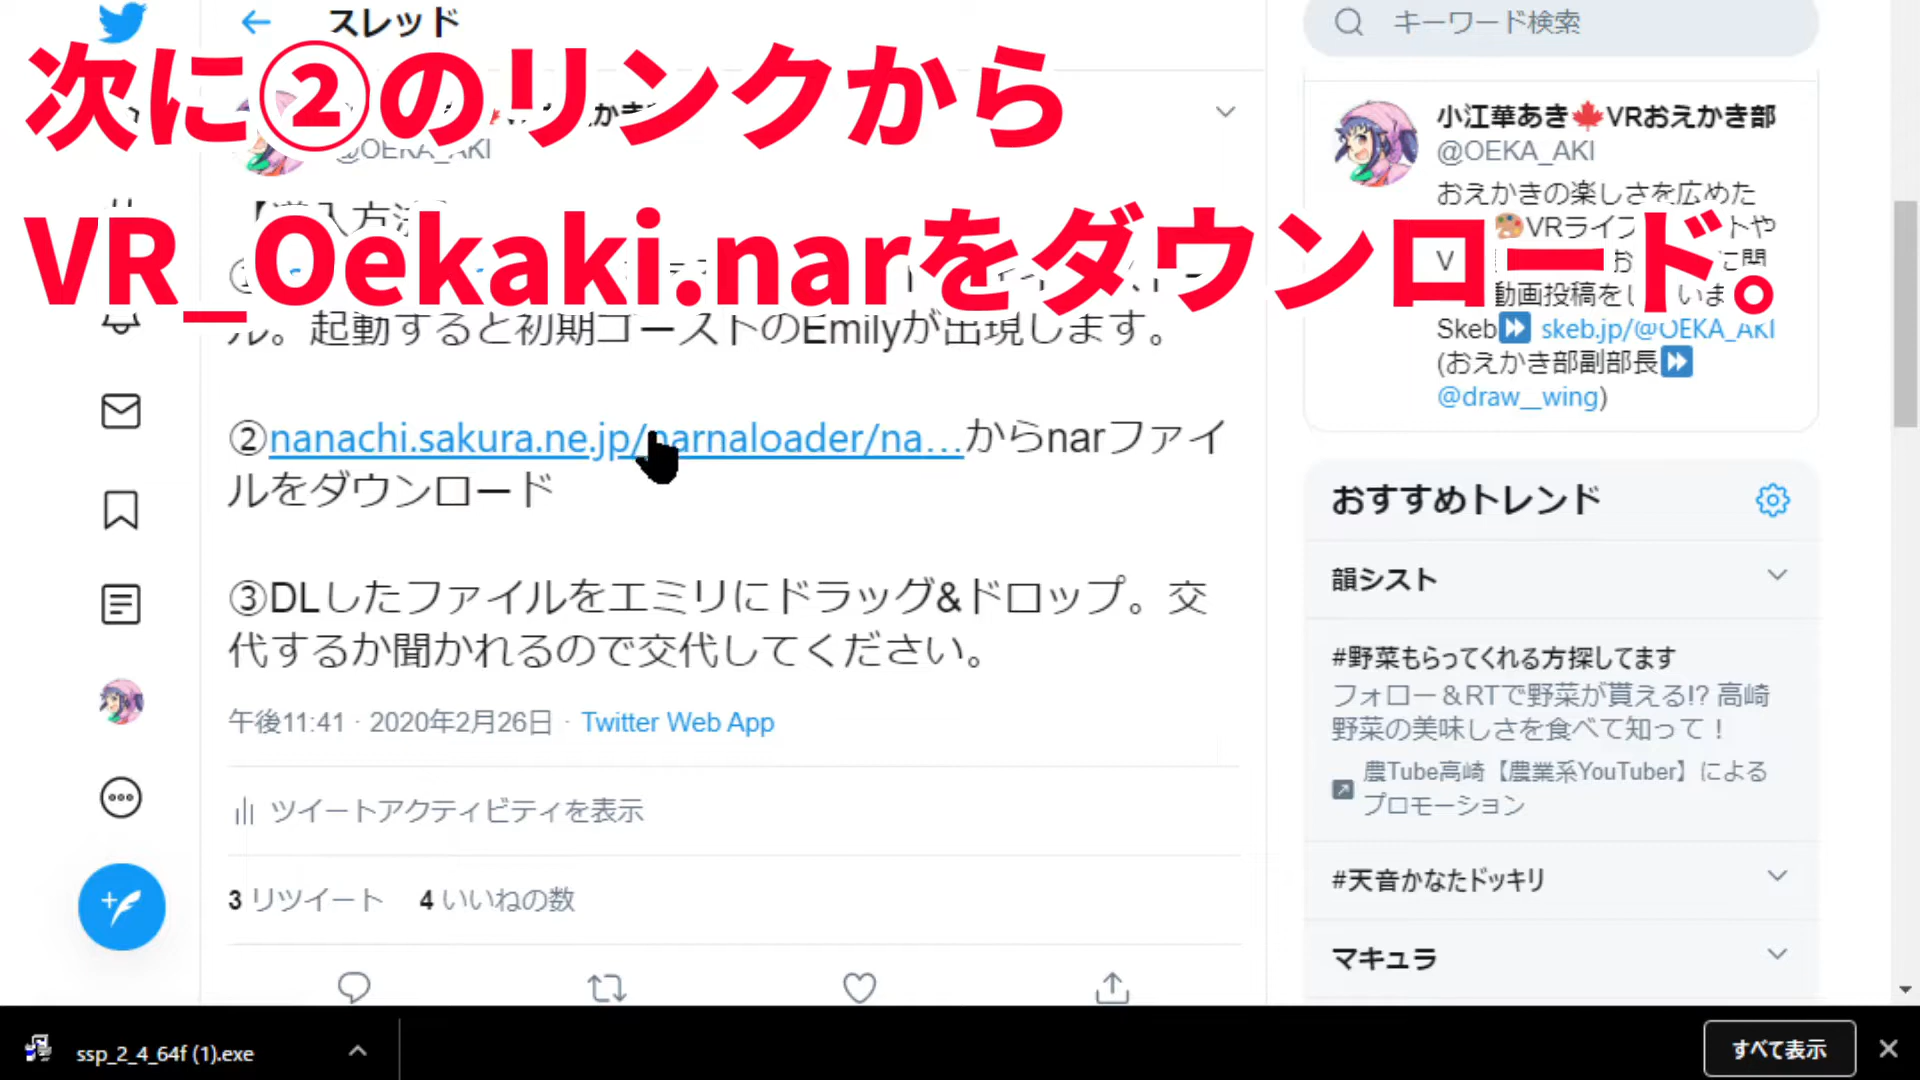 スレッド
キーワード検索
次に②のリンクから
VR_Oekaki.narをダウンロード。
@OEKA_AKI
ル。起動すると初期ゴーストのEmilyが出現します。
②nanachi.sakura.ne.jp/narnaloader/na…からnarファイ
ルをダウンロード
③DLしたファイルをエミリにドラッグ&ドロップ。交
代するか聞かれるので交代してください。
午後11:41 · 2020年2月26日 · Twitter Web App
ツイートアクティビティを表示
3 リツイート 4 いいねの数
小江華あき🍁VRおえかき部
@OEKA_AKI
おえかきの楽しさを広めた
🎨VRライブ
動画投稿をしています
Skeb⏩ skeb.jp/@OEKA_AKI
(おえかき部副部長⏩
@draw__wing)
おすすめトレンド
韻シスト
#野菜もらってくれる方探してます
フォロー＆RTで野菜が貰える!? 高崎
野菜の美味しさを食べて知って！
農Tube高崎【農業系YouTuber】による
プロモーション
#天音かなたドッキリ
マキュラ
ssp_2_4_64f (1).exe
すべて表示